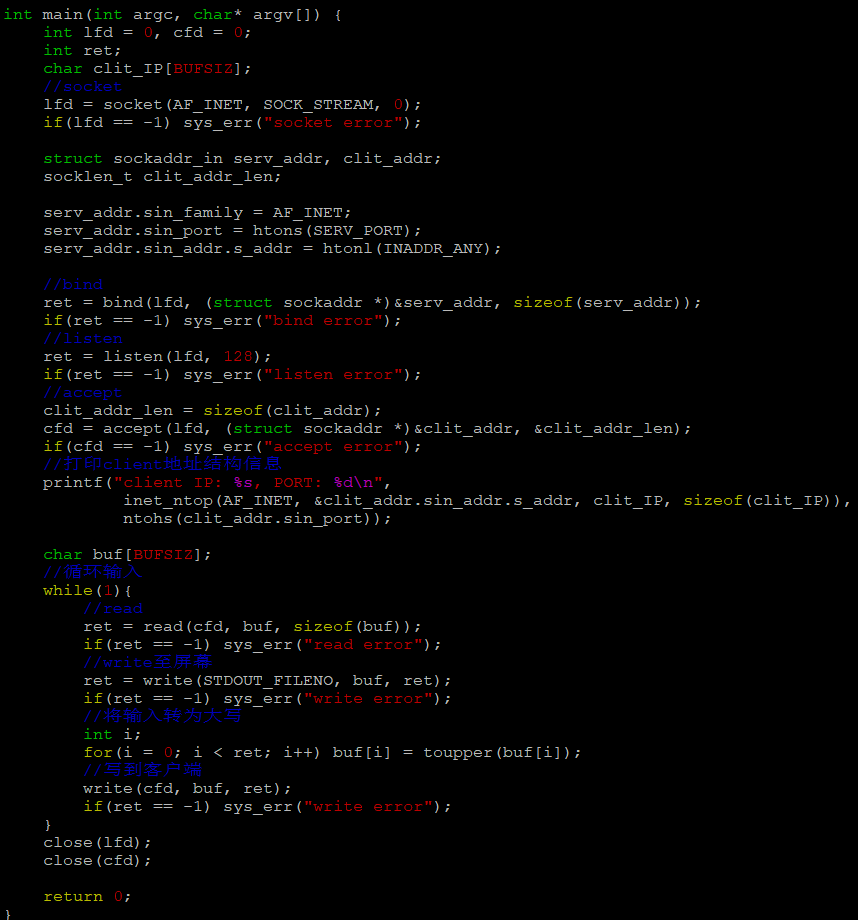 int main(int argc, char* argv[]) {
    int lfd = 0, cfd = 0;
    int ret;
    char clit_IP[BUFSIZ];
    //socket
    lfd = socket(AF_INET, SOCK_STREAM, 0);
    if(lfd == -1) sys_err("socket error");

    struct sockaddr_in serv_addr, clit_addr;
    socklen_t clit_addr_len;

    serv_addr.sin_family = AF_INET;
    serv_addr.sin_port = htons(SERV_PORT);
    serv_addr.sin_addr.s_addr = htonl(INADDR_ANY);

    //bind
    ret = bind(lfd, (struct sockaddr *)&serv_addr, sizeof(serv_addr));
    if(ret == -1) sys_err("bind error");
    //listen
    ret = listen(lfd, 128);
    if(ret == -1) sys_err("listen error");
    //accept
    clit_addr_len = sizeof(clit_addr);
    cfd = accept(lfd, (struct sockaddr *)&clit_addr, &clit_addr_len);
    if(cfd == -1) sys_err("accept error");
    //打印client地址结构信息
    printf("client IP: %s, PORT: %d\n",
            inet_ntop(AF_INET, &clit_addr.sin_addr.s_addr, clit_IP, sizeof(clit_IP)),
            ntohs(clit_addr.sin_port));

    char buf[BUFSIZ];
    //循环输入
    while(1){
        //read
        ret = read(cfd, buf, sizeof(buf));
        if(ret == -1) sys_err("read error");
        //write至屏幕
        ret = write(STDOUT_FILENO, buf, ret);
        if(ret == -1) sys_err("write error");
        //将输入转为大写
        int i;
        for(i = 0; i < ret; i++) buf[i] = toupper(buf[i]);
        //写到客户端
        write(cfd, buf, ret);
        if(ret == -1) sys_err("write error");
    }
    close(lfd);
    close(cfd);

    return 0;
}